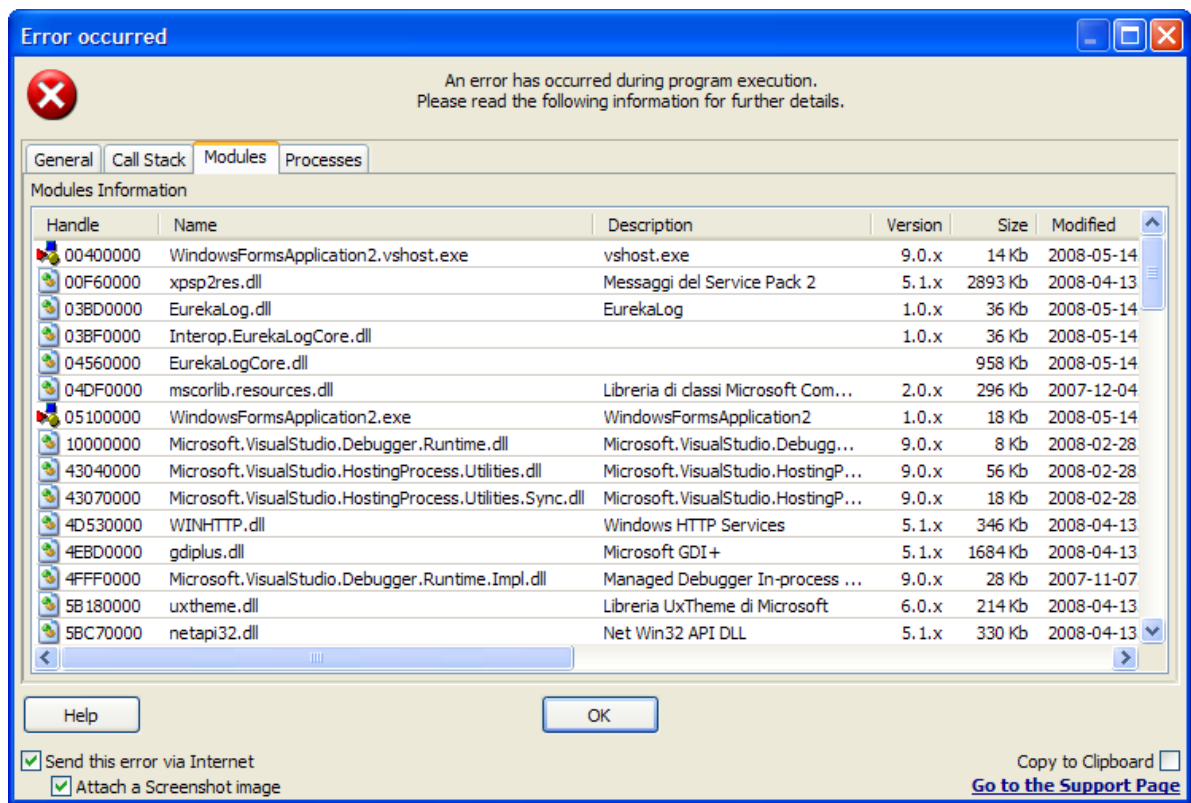 Error occurred
An error has occurred during program execution.
Please read the following information for further details.
General Call Stack Modules Processes
Modules Information
Handle Name Description Version Size Modified
00400000 WindowsFormsApplication2.vshost.exe vshost.exe 9.0.x 14 Kb 2008-05-14
00F60000 xpsp2res.dll Messaggi del Service Pack 2 5.1.x 2893 Kb 2008-04-13
03BD0000 EurekaLog.dll EurekaLog 1.0.x 36 Kb 2008-05-14
03BF0000 Interop.EurekaLogCore.dll 1.0.x 36 Kb 2008-05-14
04560000 EurekaLogCore.dll 958 Kb 2008-05-14
04DF0000 mscorlib.resources.dll Libreria di classi Microsoft Com... 2.0.x 296 Kb 2007-12-04
05100000 WindowsFormsApplication2.exe WindowsFormsApplication2 1.0.x 18 Kb 2008-05-14
10000000 Microsoft.VisualStudio.Debugger.Runtime.dll Microsoft.VisualStudio.Debugg... 9.0.x 8 Kb 2008-02-28
43040000 Microsoft.VisualStudio.HostingProcess.Utilities.dll Microsoft.VisualStudio.HostingP... 9.0.x 56 Kb 2008-02-28
43070000 Microsoft.VisualStudio.HostingProcess.Utilities.Sync.dll Microsoft.VisualStudio.HostingP... 9.0.x 18 Kb 2008-02-28
4D530000 WINHTTP.dll Windows HTTP Services 5.1.x 346 Kb 2008-04-13
4EBD0000 gdiplus.dll Microsoft GDI+ 5.1.x 1684 Kb 2008-04-13
4FFF0000 Microsoft.VisualStudio.Debugger.Runtime.Impl.dll Managed Debugger In-process ... 9.0.x 28 Kb 2007-11-07
5B180000 uxtheme.dll Libreria UxTheme di Microsoft 6.0.x 214 Kb 2008-04-13
5BC70000 netapi32.dll Net Win32 API DLL 5.1.x 330 Kb 2008-04-13
Help OK
Send this error via Internet Copy to Clipboard
Attach a Screenshot image Go to the Support Page